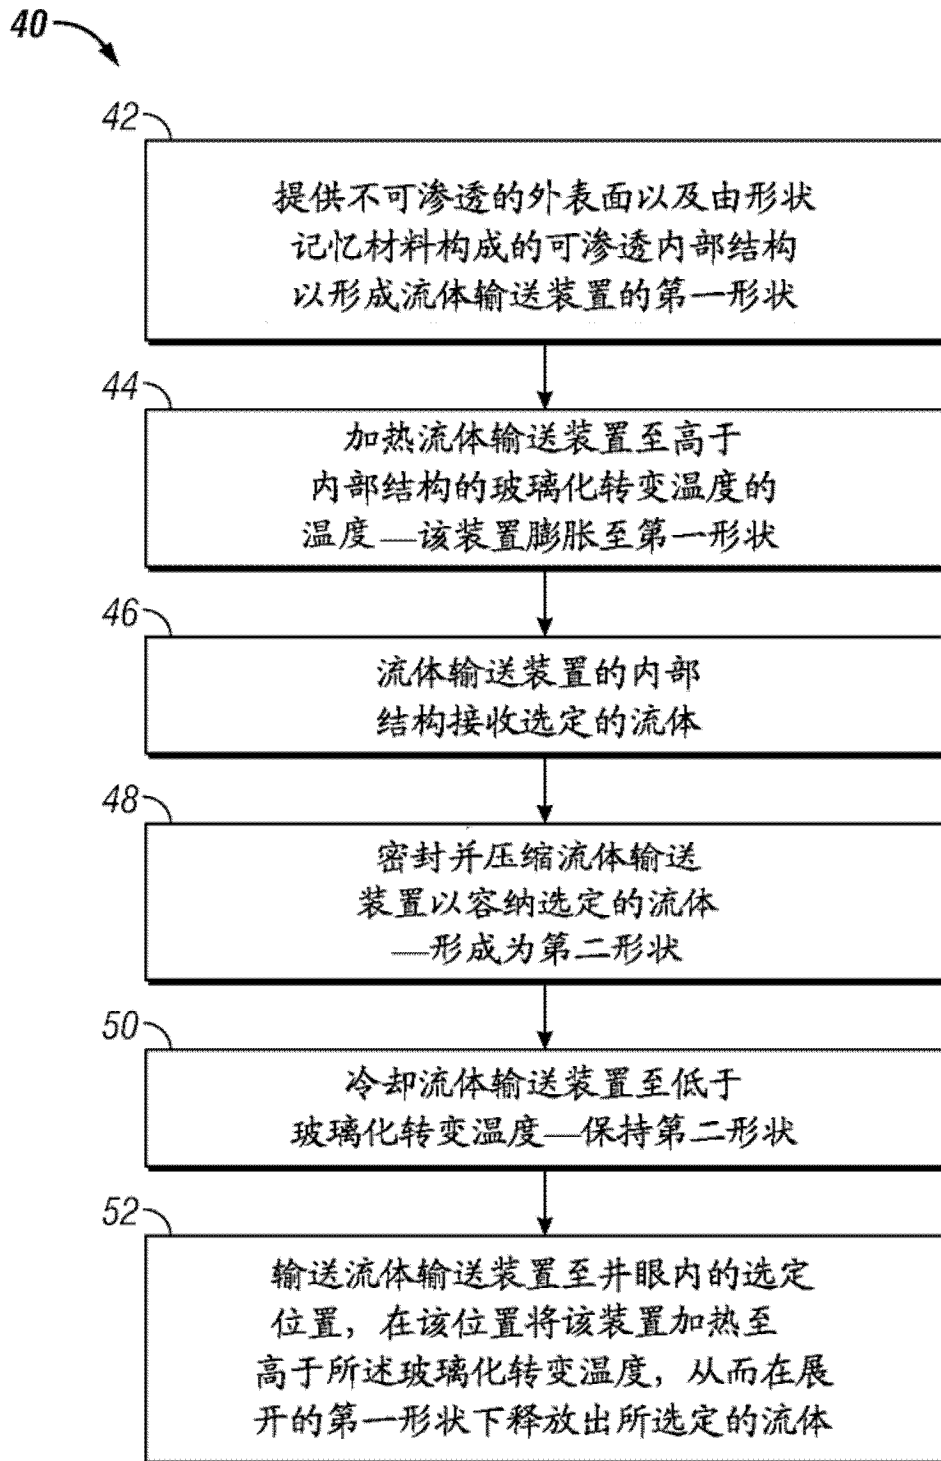 40
42
提供不可渗透的外表面以及由形状
记忆材料构成的可渗透内部结构
以形成流体输送装置的第一形状
44
加热流体输送装置至高于
内部结构的玻璃化转变温度的
温度—该装置膨胀至第一形状
46
流体输送装置的内部
结构接收选定的流体
48
密封并压缩流体输送
装置以容纳选定的流体
—形成为第二形状
50
冷却流体输送装置至低于
玻璃化转变温度—保持第二形状
52
输送流体输送装置至井眼内的选定
位置，在该位置将该装置加热至
高于所述玻璃化转变温度，从而在展
开的第一形状下释放出所选定的流体